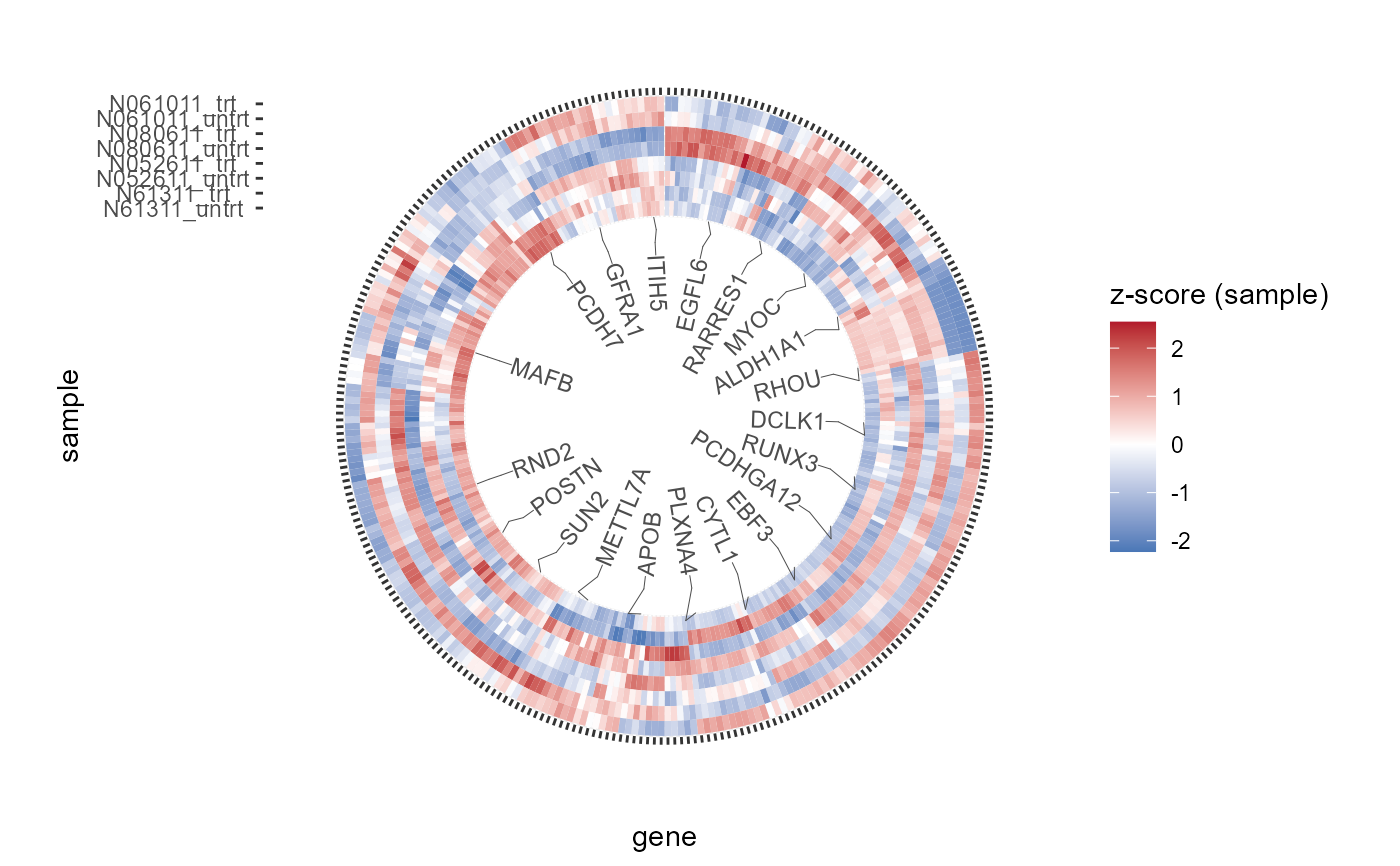 N061011_trt
N061011_untrt
N080611_trt
N080611_untrt
N052611_trt
N052611_untrt
N61311_trt
N61311_untrt
sample
gene
ITIH5
EGFL6
RARRES1
MYOC
ALDH1A1
RHOU
DCLK1
RUNX3
PCDHGA12
EBF3
CYTL1
PLXNA4
APOB
METTL7A
SUN2
POSTN
RND2
MAFB
PCDH7
GFRA1
z-score (sample)
2
1
0
-1
-2